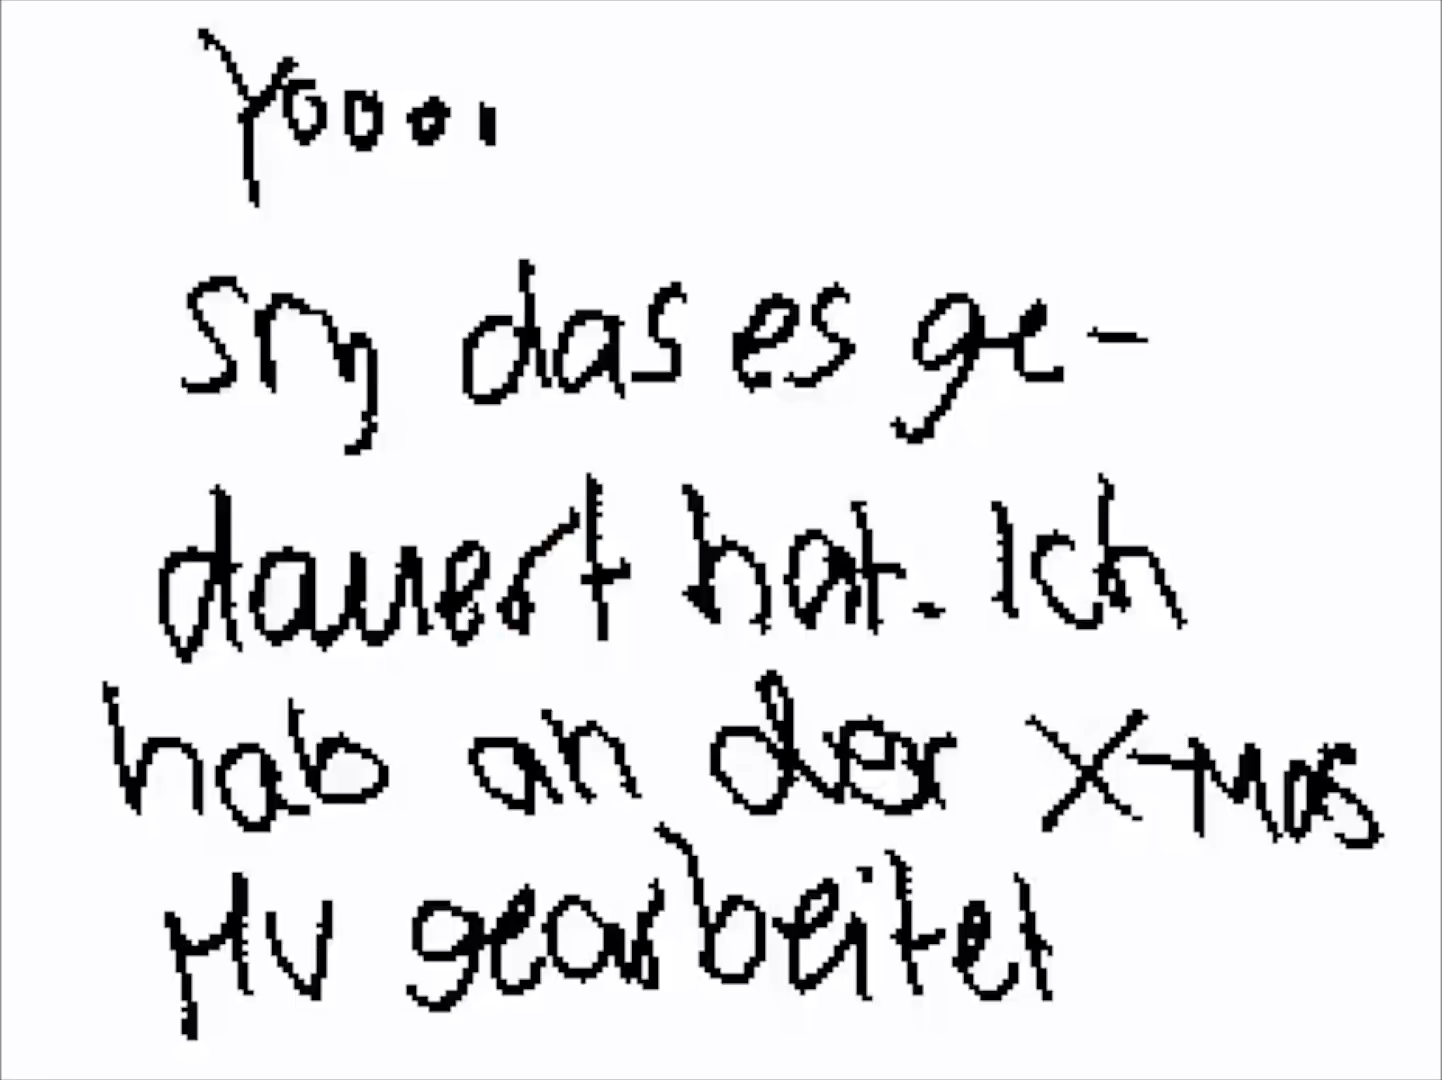 Yooo.
Sry das es ge-
dauert hat. Ich
hab an der X-Mas
MV gearbeitet